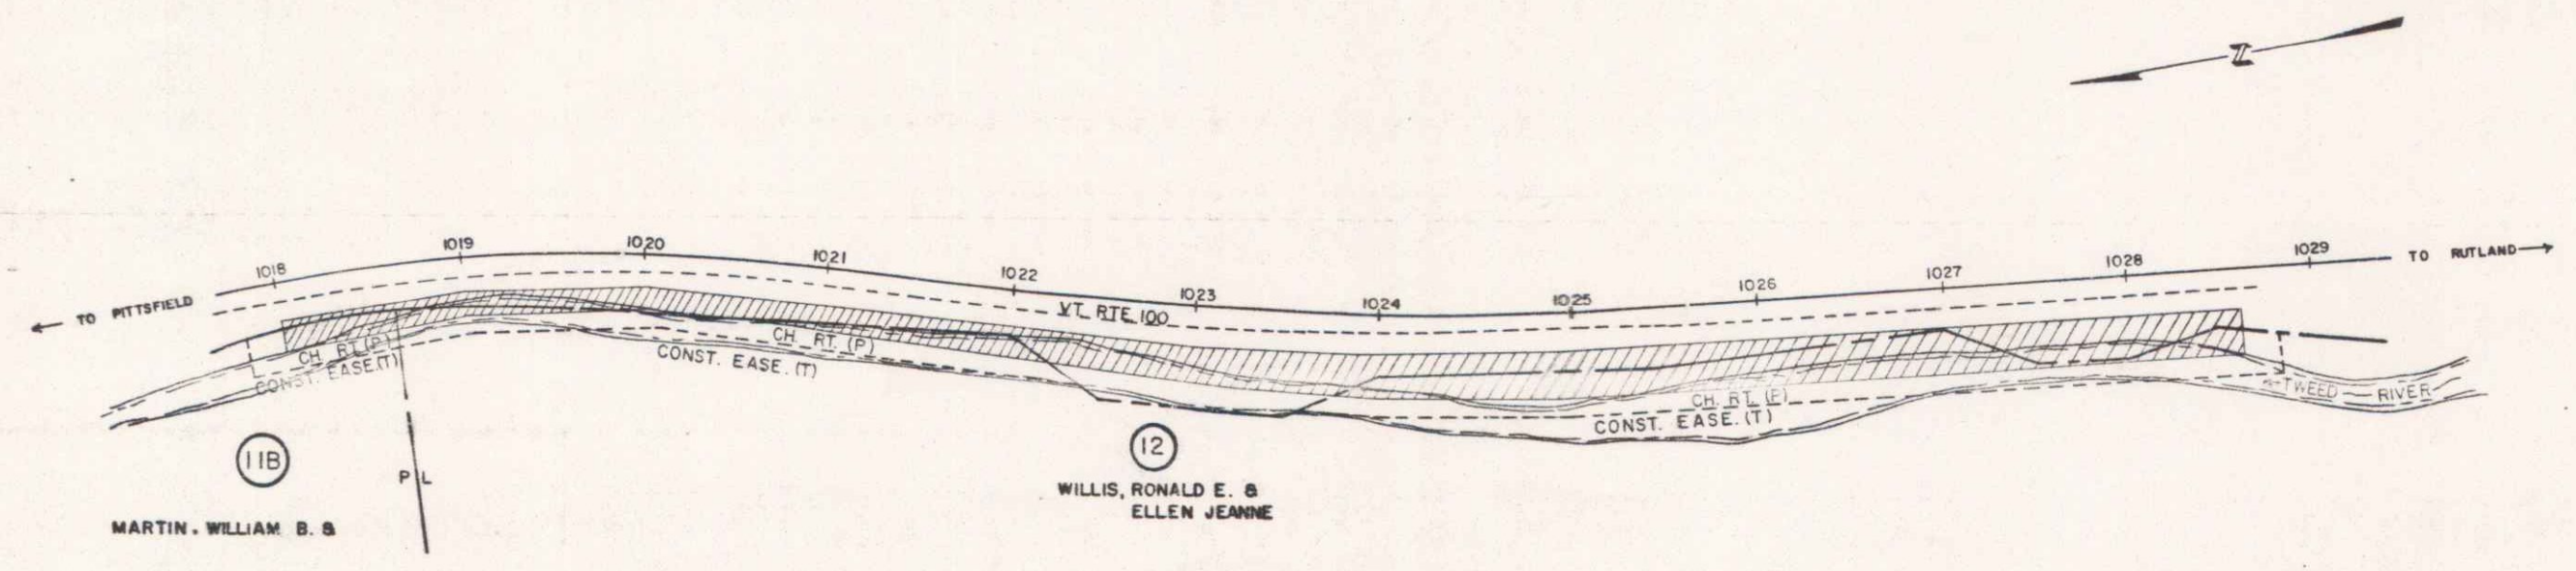 N
1018
1019
1020
1021
1022
1023
1024
1025
1026
1027
1028
1029
TO PITTSFIELD
TO RUTLAND
VT. RTE. 100
CH. RT. (P)
CONST. EASE. (T)
CH. RT. (P)
CONST. EASE. (T)
CH. RT. (P)
CONST. EASE. (T)
TWEED RIVER
11B
P L
MARTIN. WILLIAM B. &
12
WILLIS, RONALD E. &
ELLEN JEANNE